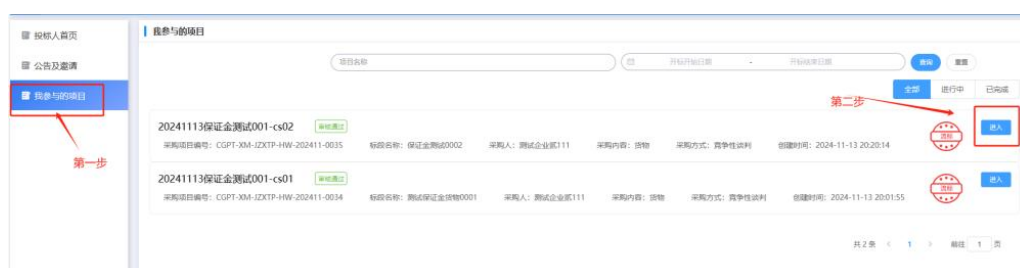 投标人首页
公告及邀请
我参与的项目
第一步
我参与的项目
项目名称
开标开始日期 - 开标结束日期
查询 重置
全部 进行中 已完成
第二步
20241113保证金测试001-cs02 审核通过
采购项目编号：CGPT-XM-JZXTP-HW-202411-0035 标段名称：保证金测试0002 采购人：测试企业贰111 采购内容：货物 采购方式：竞争性谈判 创建时间：2024-11-13 20:20:14
流标
进入
20241113保证金测试001-cs01 审核通过
采购项目编号：CGPT-XM-JZXTP-HW-202411-0034 标段名称：测试保证金货物0001 采购人：测试企业贰111 采购内容：货物 采购方式：竞争性谈判 创建时间：2024-11-13 20:01:55
流标
进入
共 2 条 < 1 > 前往 1 页